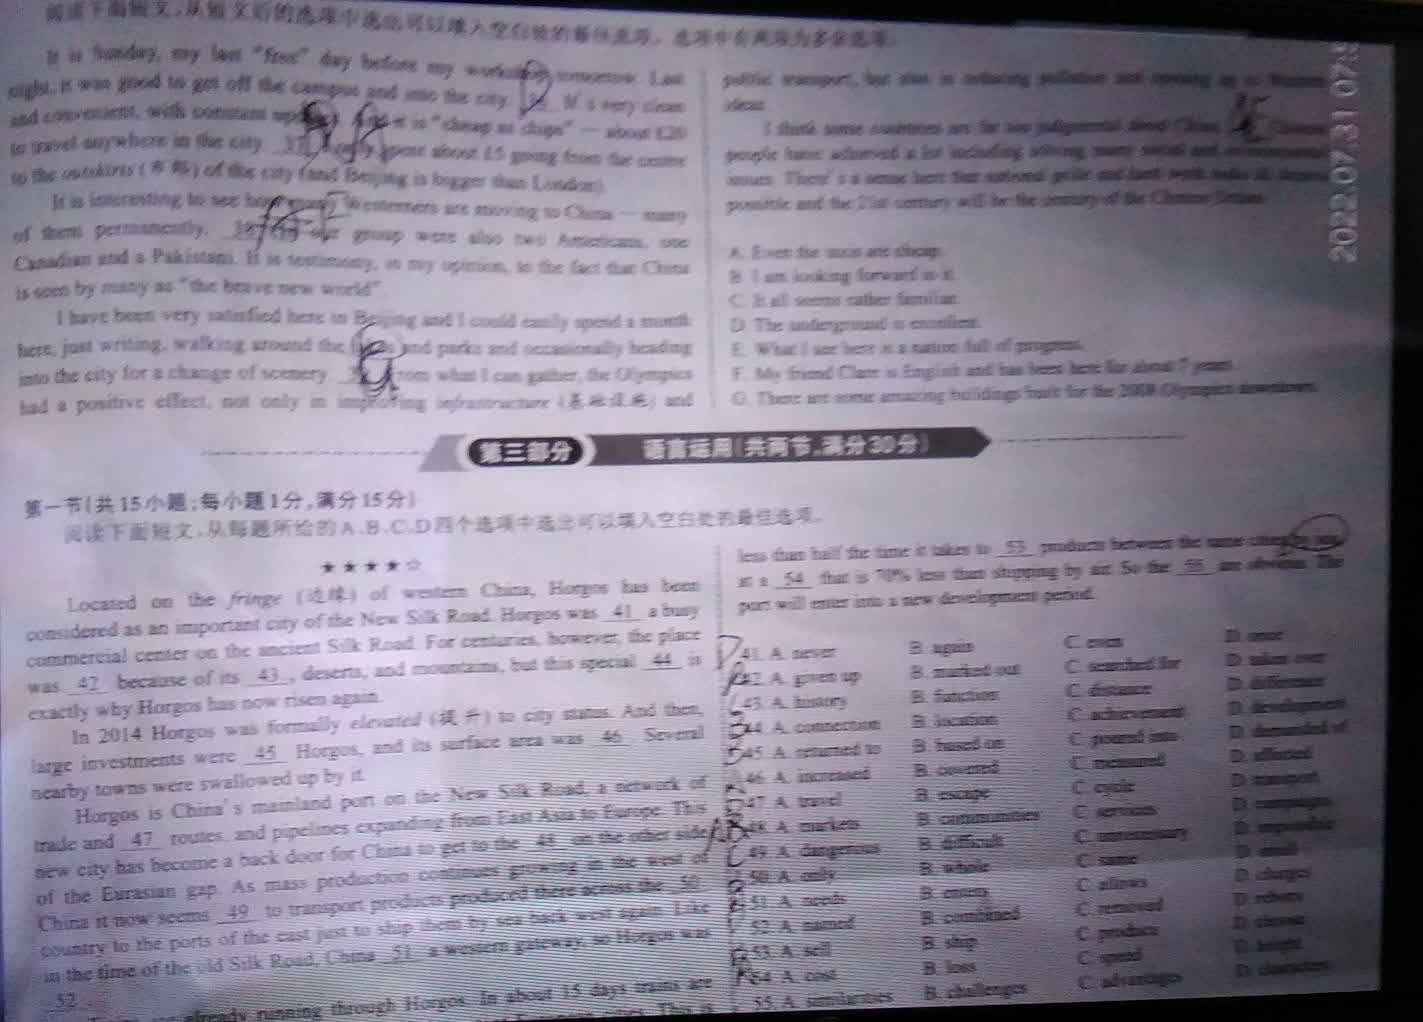 阅读下面短文,从短文后的选项中选出可以填入空白处的最佳选项。选项中有两项为多余选项。
It is Sunday, my last "free" day before my workshop tomorrow. Last
night, it was good to get off the campus and into the city. 36 It's very clean
and convenient, with constant it is "cheap as chips" — about £20
to travel anywhere in the city. 37 I only spent about £5 going from the centre
to the outskirts (市郊) of the city (and Beijing is bigger than London).
It is interesting to see how many Westerners are moving to China — many
of them permanently. 38 In our group were also two Americans, one
Canadian and a Pakistani. It is testimony, in my opinion, to the fact that China
is seen by many as "the brave new world".
I have been very satisfied here in Beijing and I could easily spend a month
here, just writing, walking around the and parks and occasionally heading
into the city for a change of scenery. From what I can gather, the Olympics
had a positive effect, not only in improving infrastructure (基础设施) and
public transport, but also in reducing pollution and opening up to Western
ideas.
I think some countries are far too judgmental about China. Chinese
people have achieved a lot including solving many social and environmental
issues. There's a sense here that national pride and hard work make all dreams
possible and the 21st century will be the century of the Chinese Dream.
A. Even the taxis are cheap.
B. I am looking forward to it.
C. It all seems rather familiar.
D. The underground is excellent.
E. What I see here is a nation full of progress.
F. My friend Clare is English and has been here for about 7 years.
G. There are some amazing buildings built for the 2008 Olympics downtown.
第三部分 语言运用(共两节,满分30分)
第一节(共15小题;每小题1分,满分15分)
阅读下面短文,从每题所给的A、B、C、D四个选项中选出可以填入空白处的最佳选项。
★★★★☆
Located on the fringe (边缘) of western China, Horgos has been
considered as an important city of the New Silk Road. Horgos was 41 a busy
commercial center on the ancient Silk Road. For centuries, however, the place
was 42 because of its 43 , deserts, and mountains, but this special 44 is
exactly why Horgos has now risen again.
In 2014 Horgos was formally elevated (提升) to city status. And then,
large investments were 45 Horgos, and its surface area was 46 . Several
nearby towns were swallowed up by it.
Horgos is China's mainland port on the New Silk Road, a network of
trade and 47 routes, and pipelines expanding from East Asia to Europe. This
new city has become a back door for China to get to the 48 on the other side
of the Eurasian gap. As mass production continues growing in the west of
China it now seems 49 to transport products produced there across the 50
country to the ports of the east just to ship them by sea back west again. Like
in the time of the old Silk Road, China 51 a western gateway, so Horgos was
52 .
already running through Horgos. In about 15 days trains are
less than half the time it takes to 53 products between the same cities by sea
at a 54 that is 70% less than shipping by air. So the 55 are obvious. The
port will enter into a new development period.
41. A. never B. again C. even D. once
42. A. given up B. marked out C. searched for D. taken over
43. A. history B. function C. distance D. difference
44. A. connection B. location C. achievement D. development
45. A. returned to B. based on C. poured into D. demanded of
46. A. increased B. covered C. measured D. affected
47. A. travel B. escape C. cycle D. transport
48. A. markets B. communities C. services D. campaigns
49. A. dangerous B. difficult C. unnecessary D. impossible
50. A. only B. whole C. same D. small
51. A. needs B. enters C. allows D. charges
52. A. named B. combined C. removed D. reborn
53. A. sell B. ship C. produce D. choose
54. A. cost B. loss C. speed D. height
55. A. similarities B. challenges C. advantages D. characters